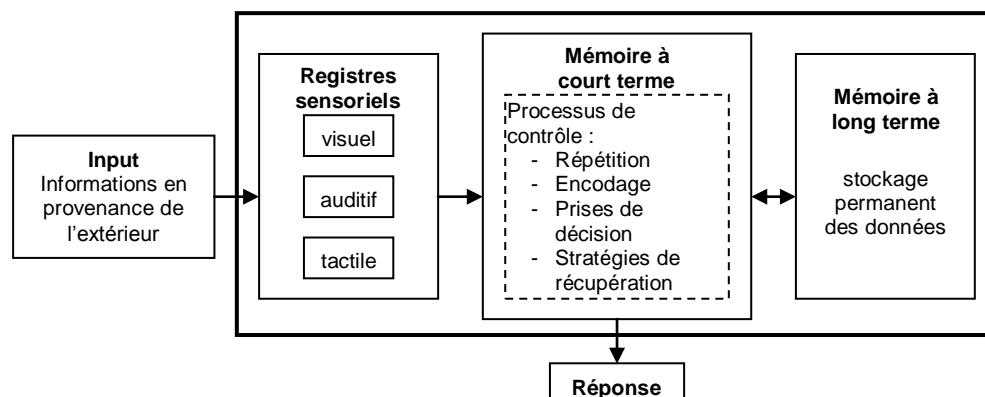 Input
Informations en
provenance de
l'extérieur
Registres
sensoriels
visuel
auditif
tactile
Mémoire à
court terme
Processus de
contrôle :
- Répétition
- Encodage
- Prises de
décision
- Stratégies de
récupération
Mémoire à
long terme
stockage
permanent
des données
Réponse